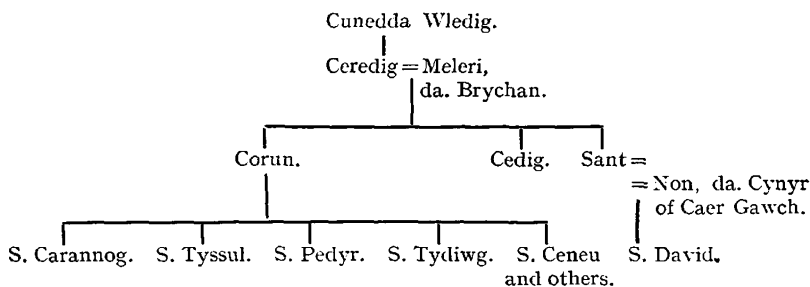 Cunedda Wledig.
Ceredig = Meleri,
da. Brychan.
Corun. Cedig. Sant =
= Non, da. Cynyr
of Caer Gawch.
S. Carannog. S. Tyssul. S. Pedyr. S. Tydiwg. S. Ceneu S. David.
and others.